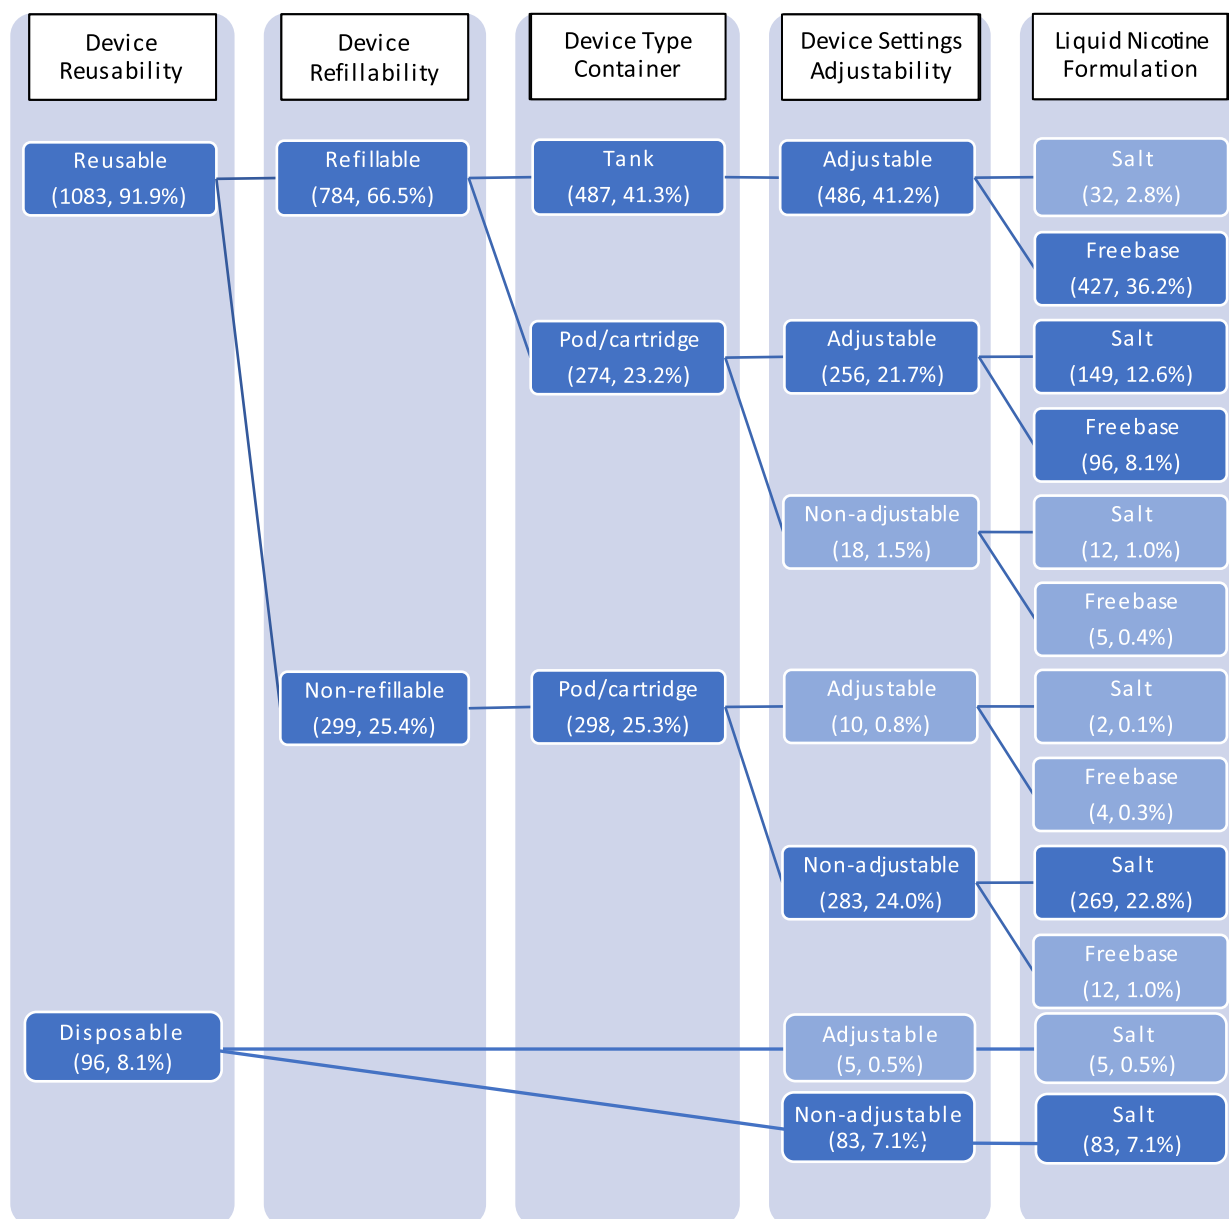 Device
Reusability
Device
Refillability
Device Type
Container
Device Settings
Adjustability
Liquid Nicotine
Formulation
Reusable
(1083, 91.9%)
Refillable
(784, 66.5%)
Tank
(487, 41.3%)
Adjustable
(486, 41.2%)
Salt
(32, 2.8%)
Freebase
(427, 36.2%)
Pod/cartridge
(274, 23.2%)
Adjustable
(256, 21.7%)
Salt
(149, 12.6%)
Freebase
(96, 8.1%)
Non-adjustable
(18, 1.5%)
Salt
(12, 1.0%)
Freebase
(5, 0.4%)
Non-refillable
(299, 25.4%)
Pod/cartridge
(298, 25.3%)
Adjustable
(10, 0.8%)
Salt
(2, 0.1%)
Freebase
(4, 0.3%)
Non-adjustable
(283, 24.0%)
Salt
(269, 22.8%)
Freebase
(12, 1.0%)
Disposable
(96, 8.1%)
Adjustable
(5, 0.5%)
Salt
(5, 0.5%)
Non-adjustable
(83, 7.1%)
Salt
(83, 7.1%)